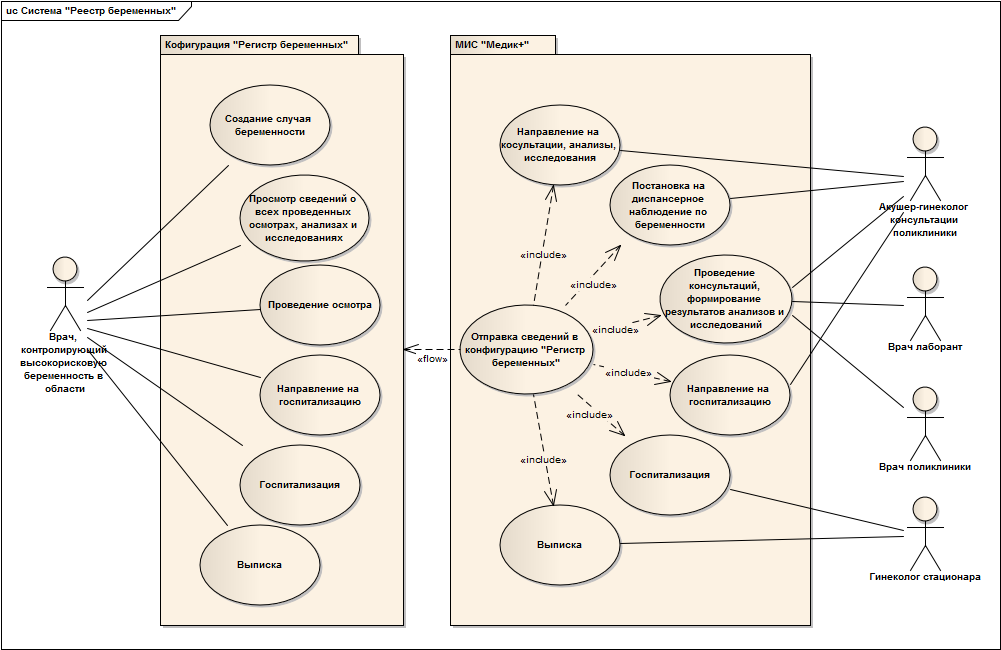 uc Система "Реестр беременных"
Кофигурация "Регистр беременных"
Создание случая
беременности
Просмотр сведений о
всех проведенных
осмотрах, анализах и
исследованиях
Проведение осмотра
Направление на
госпитализацию
Госпитализация
Выписка
Врач,
контролирующий
высокорисковую
беременность в
области
«flow»
МИС "Медик+"
Направление на
косультации, анализы,
исследования
Постановка на
диспансерное
наблюдение по
беременности
Проведение
консультаций,
формирование
результатов анализов и
исследований
Отправка сведений в
конфигурацию "Регистр
беременных"
Направление на
госпитализацию
Госпитализация
Выписка
«include»
«include»
«include»
«include»
«include»
«include»
Акушер-гинеколог
консультации
поликлиники
Врач лаборант
Врач поликлиники
Гинеколог стационара